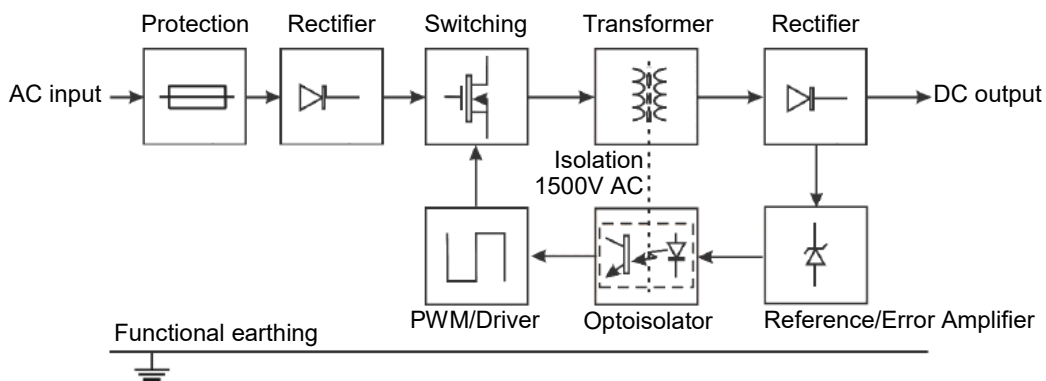 Protection
Rectifier
Switching
Transformer
Rectifier
AC input
DC output
Isolation
1500V AC
PWM/Driver
Optoisolator
Reference/Error Amplifier
Functional earthing